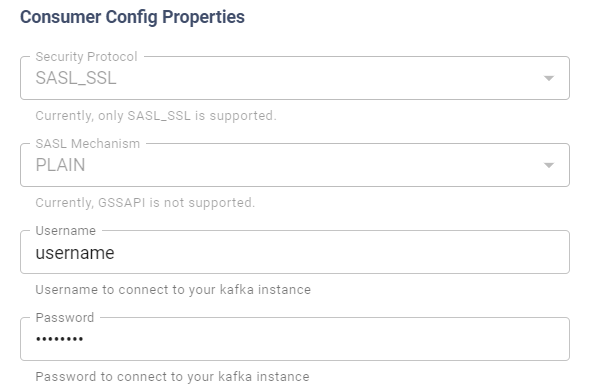 Consumer Config Properties
Security Protocol
SASL_SSL
Currently, only SASL_SSL is supported.
SASL Mechanism
PLAIN
Currently, GSSAPI is not supported.
Username
username
Username to connect to your kafka instance
Password
••••••••
Password to connect to your kafka instance